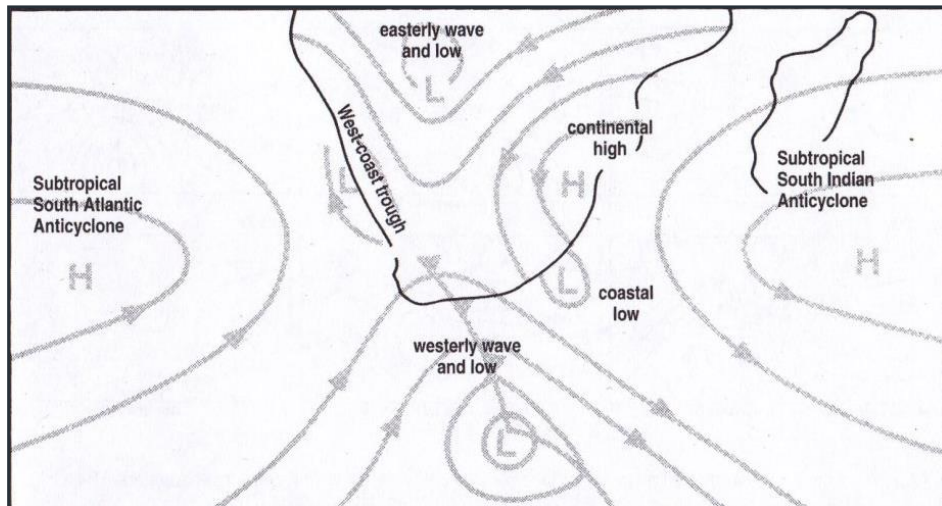 easterly wave
and low
L
West-coast trough
continental
high
L
H
Subtropical
South Atlantic
Anticyclone
Subtropical
South Indian
Anticyclone
H
H
L
coastal
low
westerly wave
and low
L